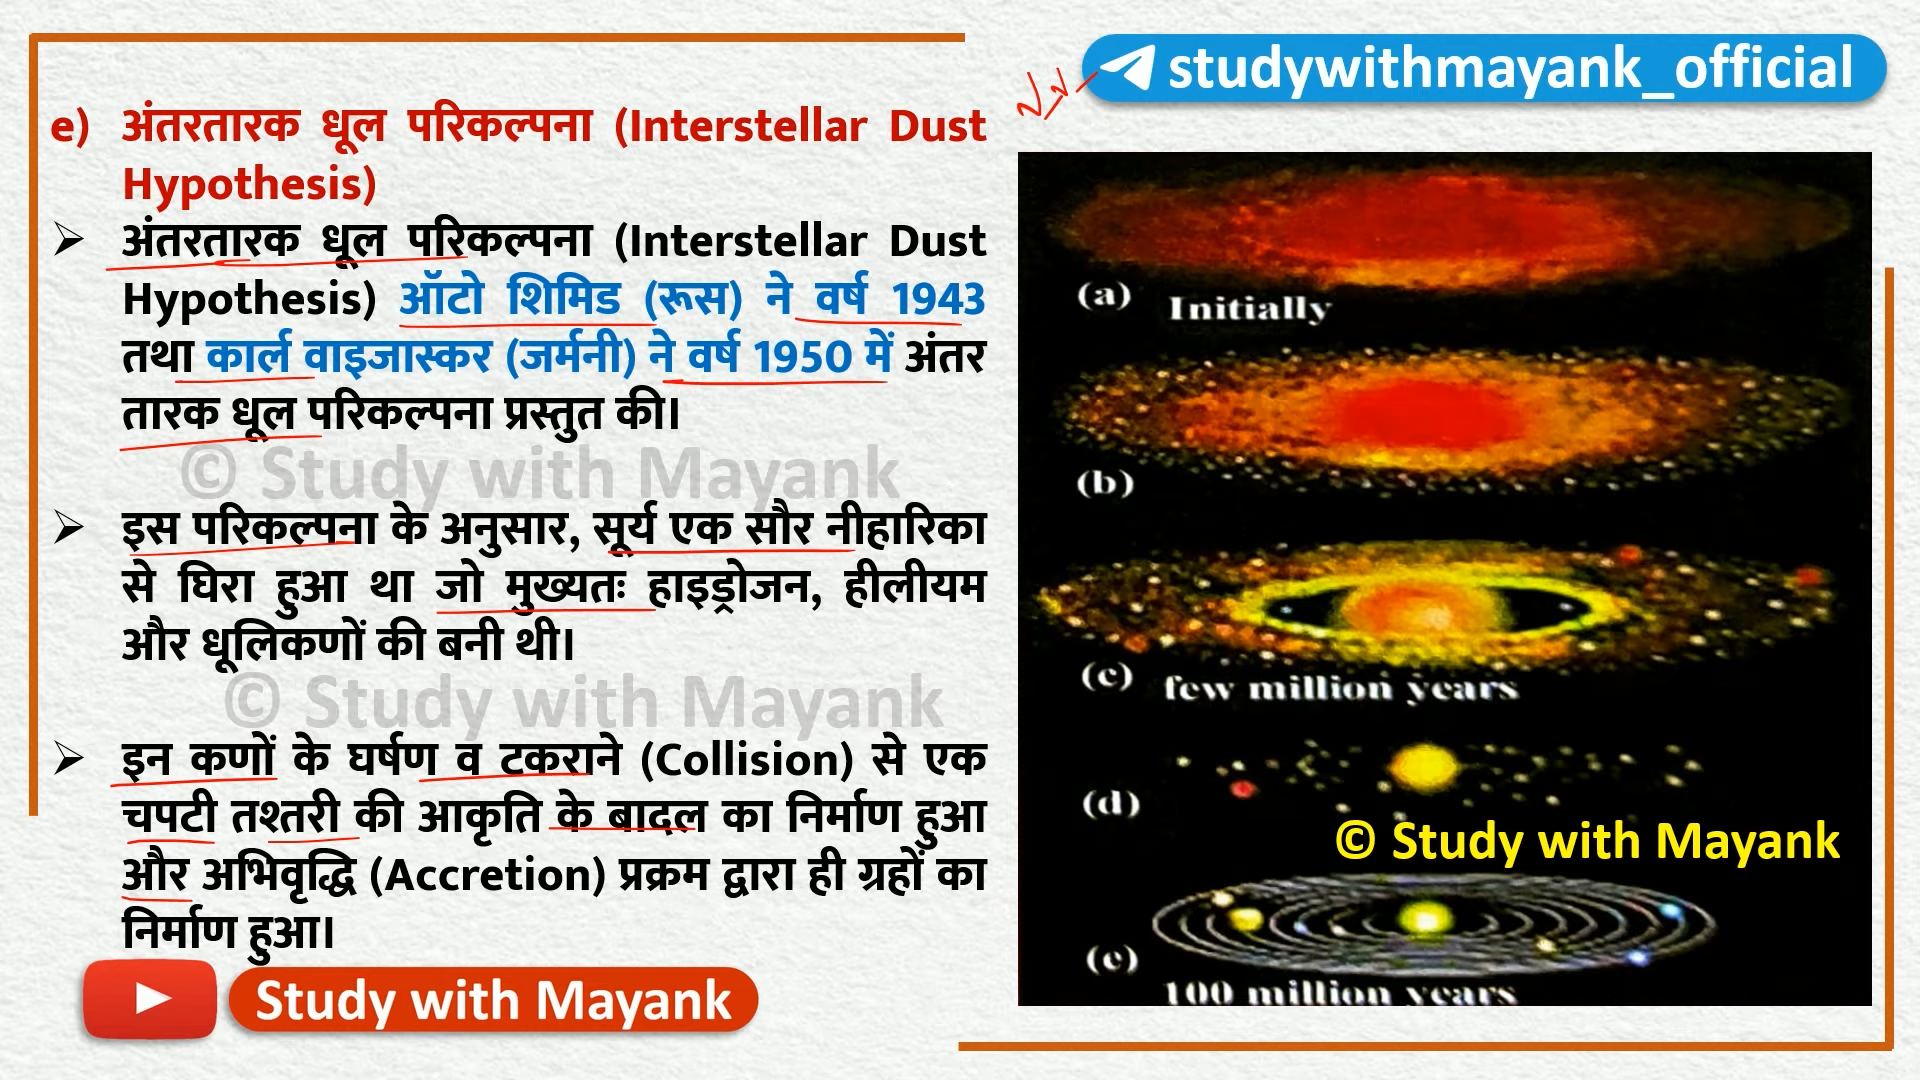 studywithmayank_official
e) अंतरतारक धूल परिकल्पना (Interstellar Dust
Hypothesis)
➢ अंतरतारक धूल परिकल्पना (Interstellar Dust
Hypothesis) ऑटो शिमिड (रूस) ने वर्ष 1943
तथा कार्ल वाइजास्कर (जर्मनी) ने वर्ष 1950 में अंतर
तारक धूल परिकल्पना प्रस्तुत की।
© Study with Mayank
➢ इस परिकल्पना के अनुसार, सूर्य एक सौर नीहारिका
से घिरा हुआ था जो मुख्यतः हाइड्रोजन, हीलीयम
और धूलिकणों की बनी थी।
© Study with Mayank
➢ इन कणों के घर्षण व टकराने (Collision) से एक
चपटी तश्तरी की आकृति के बादल का निर्माण हुआ
और अभिवृद्धि (Accretion) प्रक्रम द्वारा ही ग्रहों का
निर्माण हुआ।
Study with Mayank
(a) Initially
(b)
(c) few million years
(d)
© Study with Mayank
(e)
100 million years